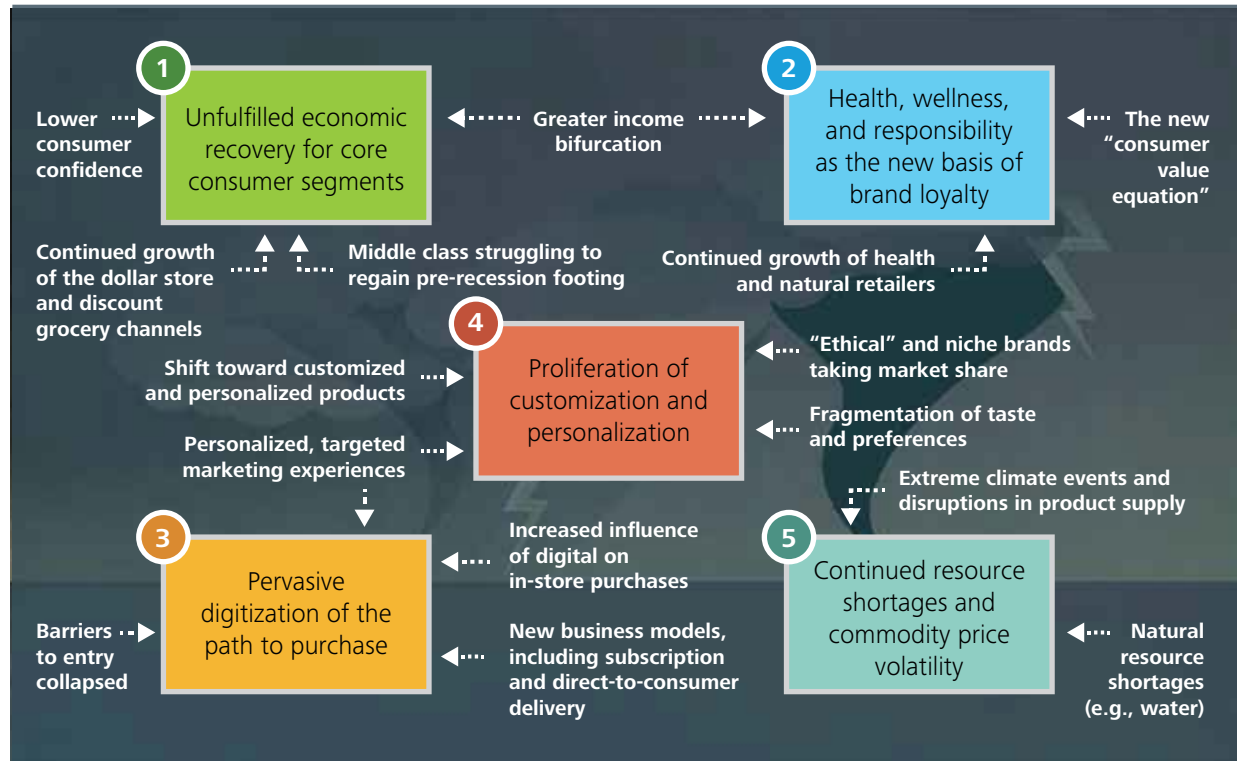 1
Unfulfilled economic
recovery for core
consumer segments
Lower
consumer
confidence
Greater income
bifurcation
2
Health, wellness,
and responsibility
as the new basis of
brand loyalty
The new
“consumer
value
equation”
Continued growth
of the dollar store
and discount
grocery channels
Middle class struggling to
regain pre-recession footing
Continued growth of health
and natural retailers
4
Proliferation of
customization and
personalization
Shift toward customized
and personalized products
Personalized, targeted
marketing experiences
“Ethical” and niche brands
taking market share
Fragmentation of taste
and preferences
Extreme climate events and
disruptions in product supply
3
Pervasive
digitization of the
path to purchase
Barriers
to entry
collapsed
Increased influence
of digital on
in-store purchases
New business models,
including subscription
and direct-to-consumer
delivery
5
Continued resource
shortages and
commodity price
volatility
Natural
resource
shortages
(e.g., water)